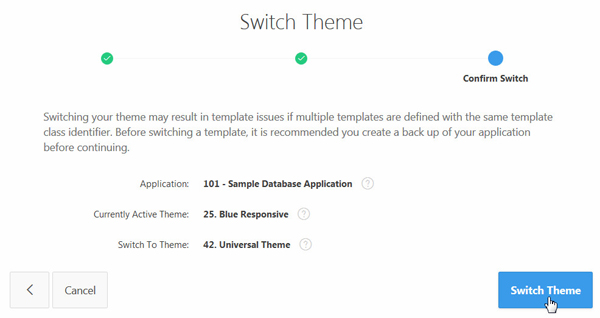 Switch Theme
Confirm Switch
Switching your theme may result in template issues if multiple templates are defined with the same template
class identifier. Before switching a template, it is recommended you create a back up of your application
before continuing.
Application: 101 - Sample Database Application ?
Currently Active Theme: 25. Blue Responsive ?
Switch To Theme: 42. Universal Theme ?
Cancel Switch Theme